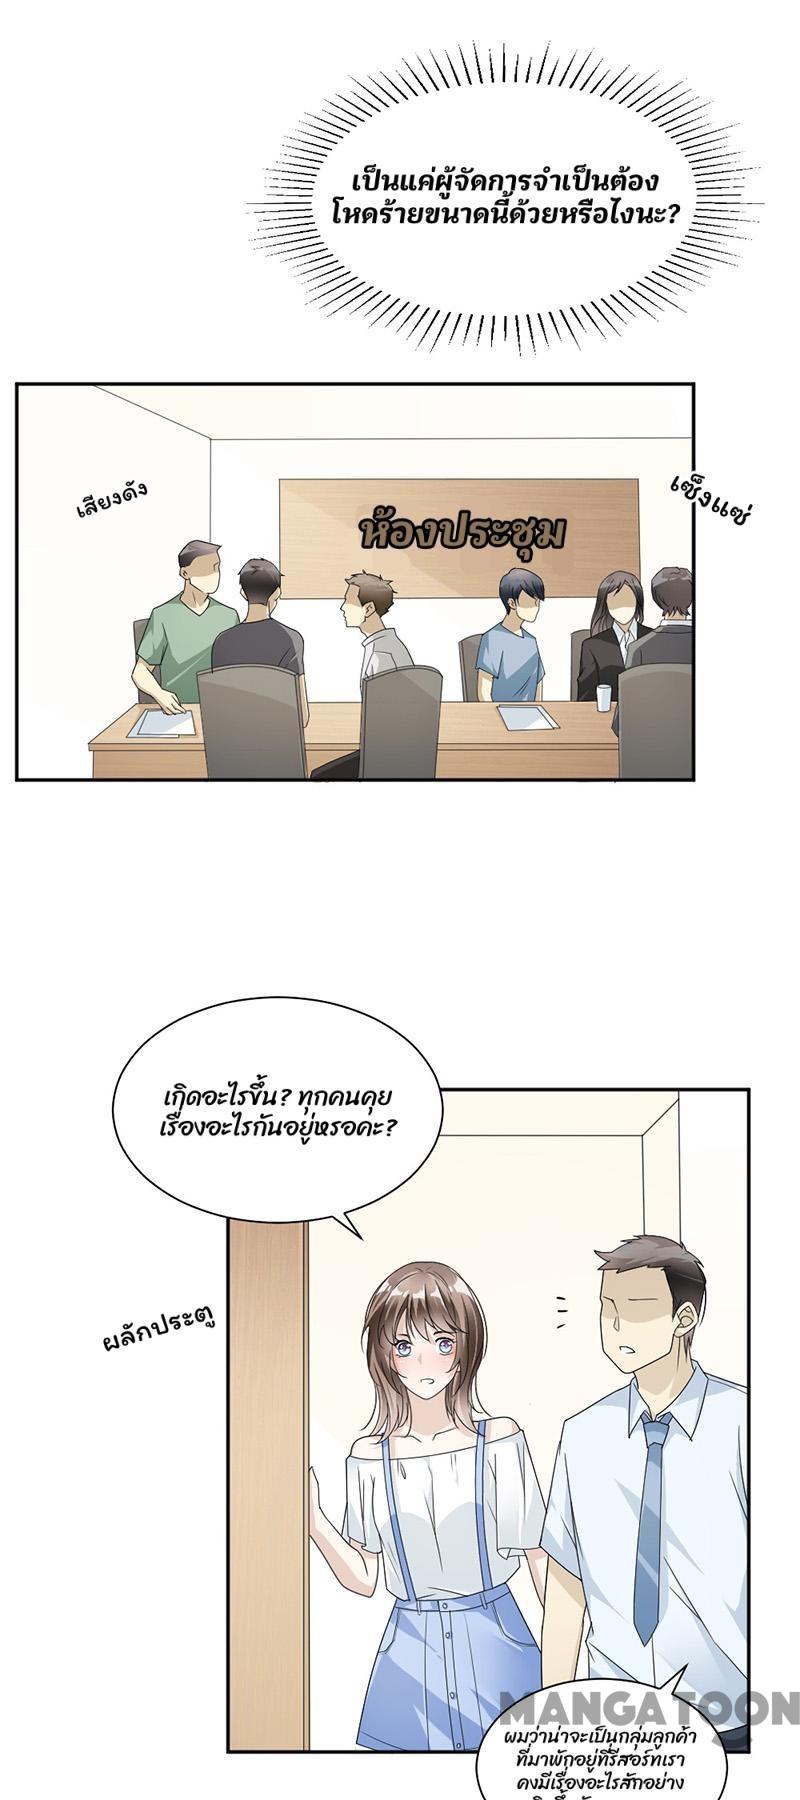 เป็นแค่ผู้จัดการจำเป็นต้อง
โหดร้ายขนาดนี้ด้วยหรือไงนะ?
เสียงดัง
เซ็งแซ่
ห้องประชุม
เกิดอะไรขึ้น? ทุกคนคุย
เรื่องอะไรกันอยู่หรอคะ?
ผลักประตู
MANGATOON
ผมว่าน่าจะเป็นกลุ่มลูกค้า
ที่มาพักอยู่ที่รีสอร์ทเรา
คงมีเรื่องอะไรสักอย่าง